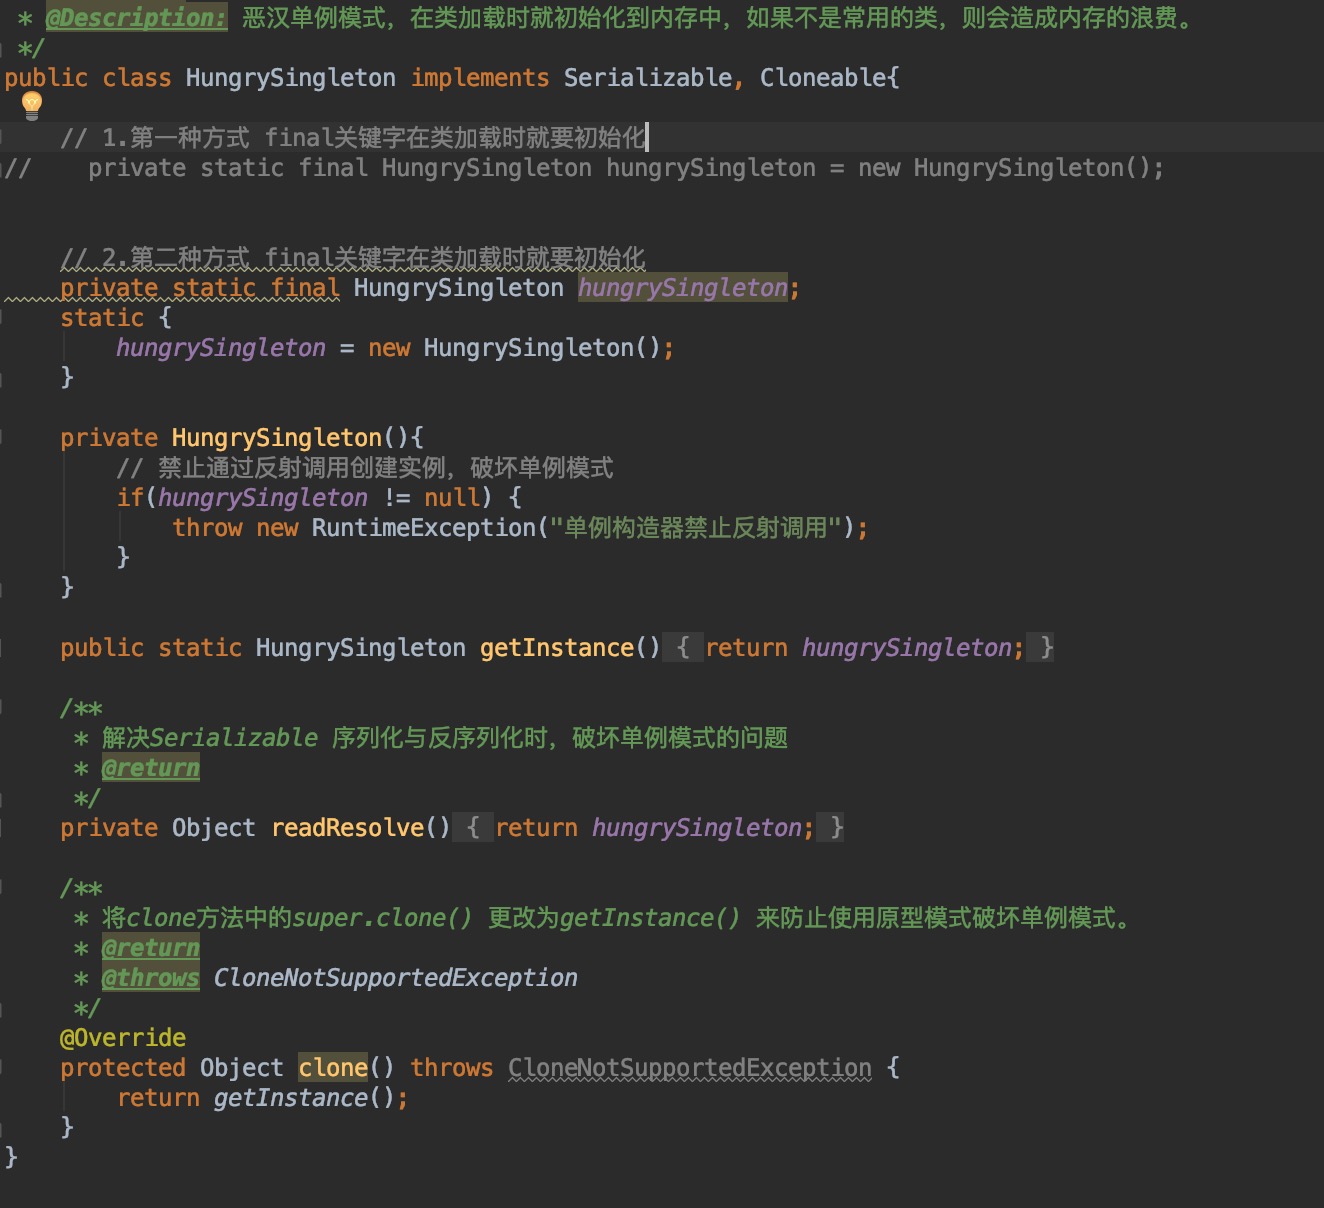 * @Description: 恶汉单例模式，在类加载时就初始化到内存中，如果不是常用的类，则会造成内存的浪费。
*/
public class HungrySingleton implements Serializable, Cloneable{
// 1.第一种方式 final关键字在类加载时就要初始化
//    private static final HungrySingleton hungrySingleton = new HungrySingleton();
// 2.第二种方式 final关键字在类加载时就要初始化
private static final HungrySingleton hungrySingleton;
static {
hungrySingleton = new HungrySingleton();
}
private HungrySingleton(){
// 禁止通过反射调用创建实例，破坏单例模式
if(hungrySingleton != null) {
throw new RuntimeException("单例构造器禁止反射调用");
}
}
public static HungrySingleton getInstance() { return hungrySingleton; }
/**
* 解决Serializable 序列化与反序列化时，破坏单例模式的问题
* @return
*/
private Object readResolve() { return hungrySingleton; }
/**
* 将clone方法中的super.clone() 更改为getInstance() 来防止使用原型模式破坏单例模式。
* @return
* @throws CloneNotSupportedException
*/
@Override
protected Object clone() throws CloneNotSupportedException {
return getInstance();
}
}